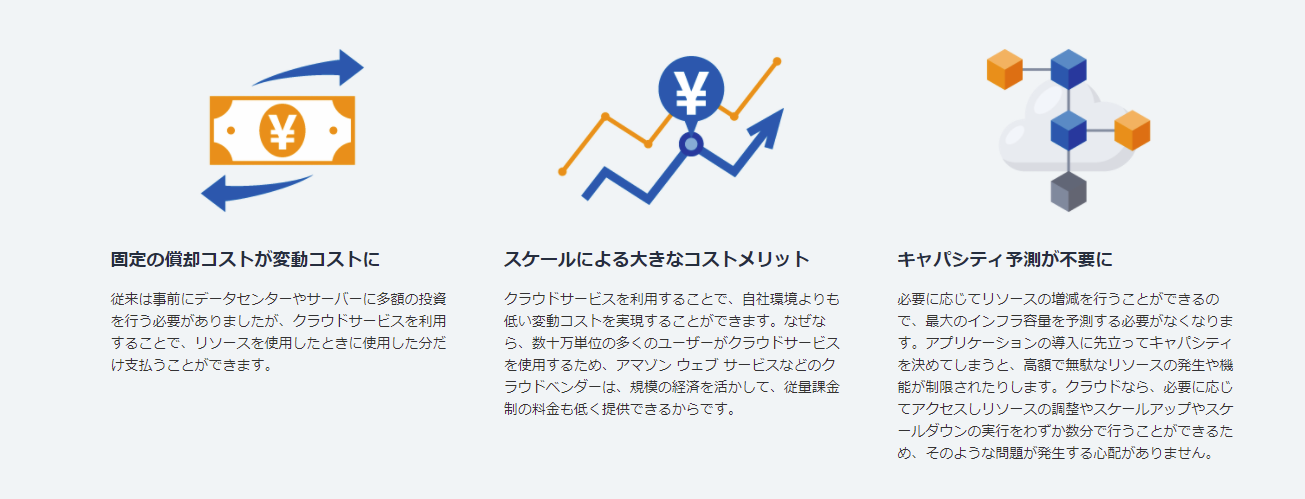 ¥
¥
固定の償却コストが変動コストに
従来は事前にデータセンターやサーバーに多額の投資
を行う必要がありましたが、クラウドサービスを利用
することで、リソースを使用したときに使用した分だ
け支払うことができます。
スケールによる大きなコストメリット
クラウドサービスを利用することで、自社環境よりも
低い変動コストを実現することができます。なぜな
ら、数十万単位の多くのユーザーがクラウドサービス
を使用するため、アマゾン ウェブ サービスなどのク
ラウドベンダーは、規模の経済を活かして、従量課金
制の料金も低く提供できるからです。
キャパシティ予測が不要に
必要に応じてリソースの増減を行うことができるの
で、最大のインフラ容量を予測する必要がなくなりま
す。アプリケーションの導入に先立ってキャパシティ
を決めてしまうと、高額で無駄なリソースの発生や機
能が制限されたりします。クラウドなら、必要に応じ
てアクセスしリソースの調整やスケールアップやスケ
ールダウンの実行をわずか数分で行うことができるた
め、そのような問題が発生する心配がありません。